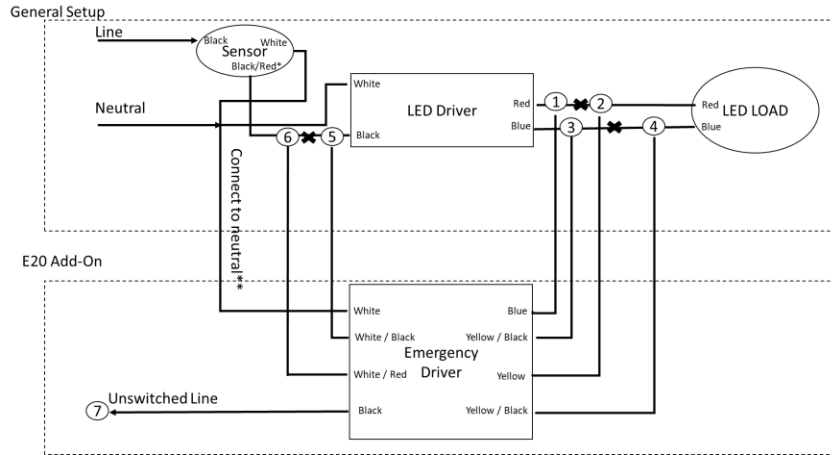 General Setup
Line
Black
White
Sensor
Black/Red*
Neutral
White
LED Driver
Red
Blue
Black
1
2
3
4
5
6
Red
LED LOAD
Blue
Connect to neutral**
E20 Add-On
White
Blue
White / Black
Yellow / Black
Emergency
Driver
White / Red
Yellow
7
Unswitched Line
Black
Yellow / Black